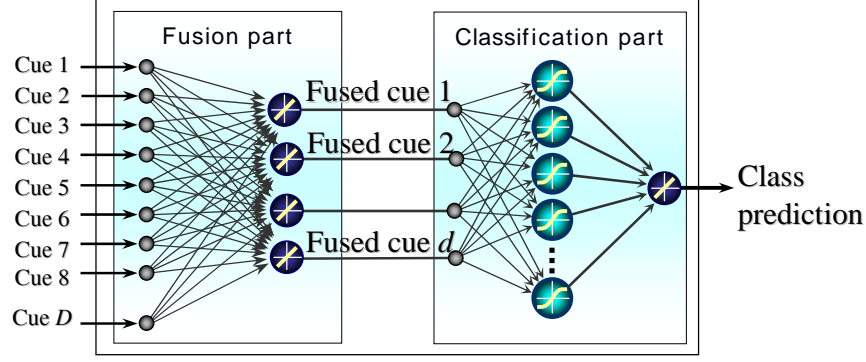 Fusion part
Classification part
Cue 1
Cue 2
Cue 3
Cue 4
Cue 5
Cue 6
Cue 7
Cue 8
Cue D
Fused cue 1
Fused cue 2
Fused cue d
Class
prediction